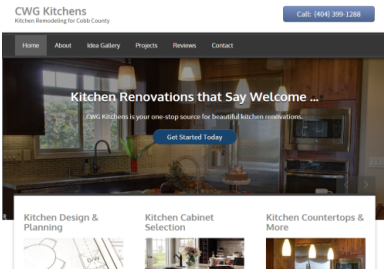 CWG Kitchens
Kitchen Remodeling for Cobb County
Call: (404) 399-1288
Home About Idea Gallery Projects Reviews Contact
Kitchen Renovations that Say Welcome ...
CWG Kitchens is your one-stop source for beautiful kitchen renovations.
Get Started Today
Kitchen Design &
Planning
Kitchen Cabinet
Selection
Kitchen Countertops &
More
D/W